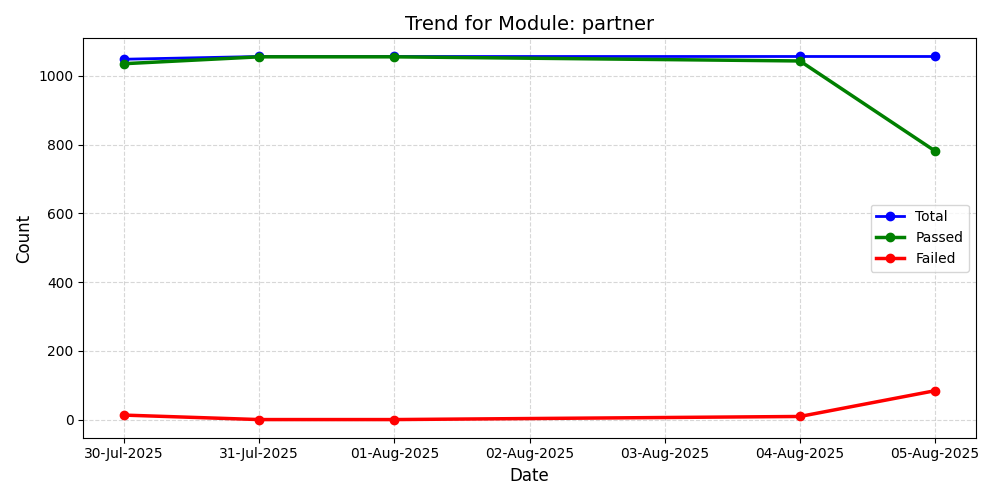 Trend for Module: partner
1000
800
600
400
200
0
Count
Total
Passed
Failed
30-Jul-2025 31-Jul-2025 01-Aug-2025 02-Aug-2025 03-Aug-2025 04-Aug-2025 05-Aug-2025
Date